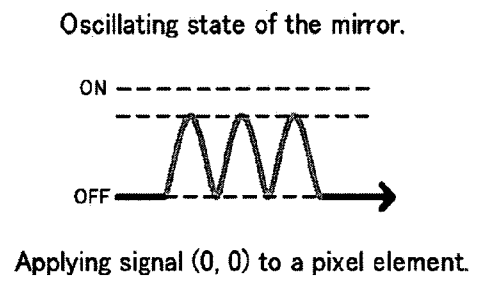 Oscillating state of the mirror.
ON
OFF
Applying signal (0, 0) to a pixel element.